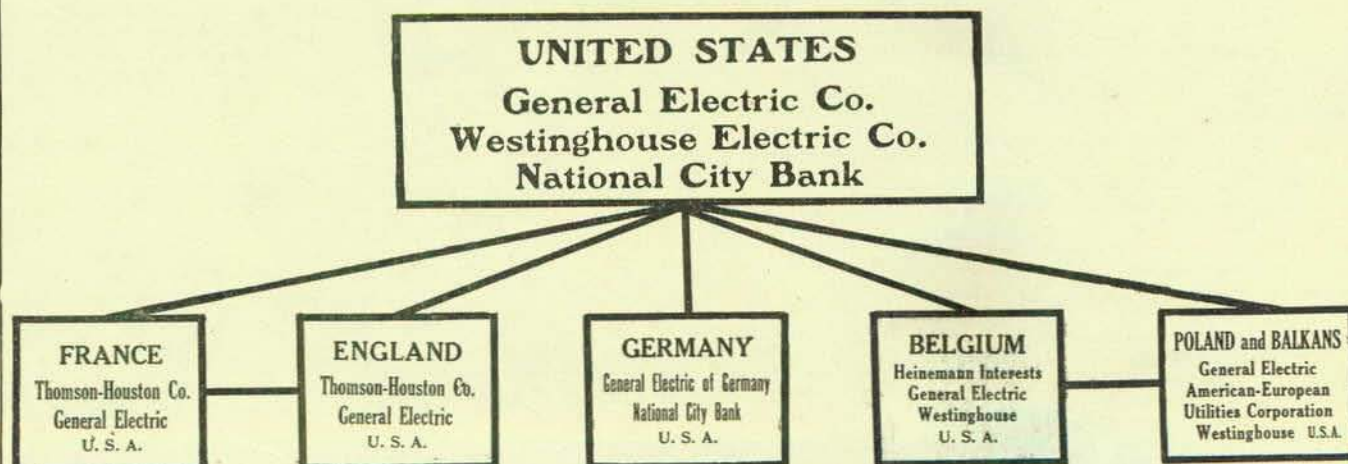 UNITED STATES
General Electric Co.
Westinghouse Electric Co.
National City Bank
FRANCE
Thomson-Houston Co.
General Electric
U. S. A.
ENGLAND
Thomson-Houston Co.
General Electric
U. S. A.
GERMANY
General Electric of Germany
National City Bank
U. S. A.
BELGIUM
Heinemann Interests
General Electric
Westinghouse
U. S. A.
POLAND and BALKANS
General Electric
American-European
Utilities Corporation
Westinghouse U.S.A.